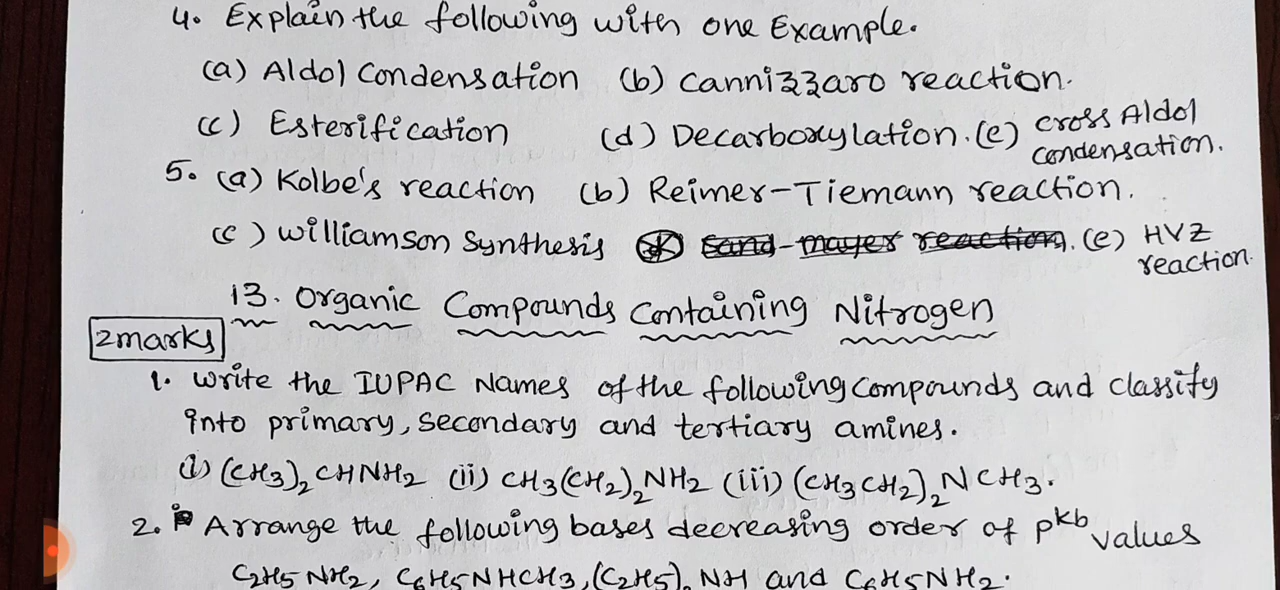 4. Explain the following with one Example.
(a) Aldol Condensation (b) Cannizzaro reaction.
(c) Esterification (d) Decarboxylation. (e) cross Aldol condensation.
5. (a) Kolbe's reaction (b) Reimer-Tiemann reaction.
(c) Williamson Synthesis (d) Sand-mayer reaction. (e) HVZ reaction.
13. Organic Compounds Containing Nitrogen
2marks
1. Write the IUPAC Names of the following compounds and classify
into primary, secondary and tertiary amines.
(i) (CH3)2 CHNH2 (ii) CH3(CH2)2NH2 (iii) (CH3CH2)2NCH3.
2. Arrange the following bases decreasing order of pkb values
C2H5NH2, C6H5NHCH3, (C2H5)2NH and C6H5NH2.